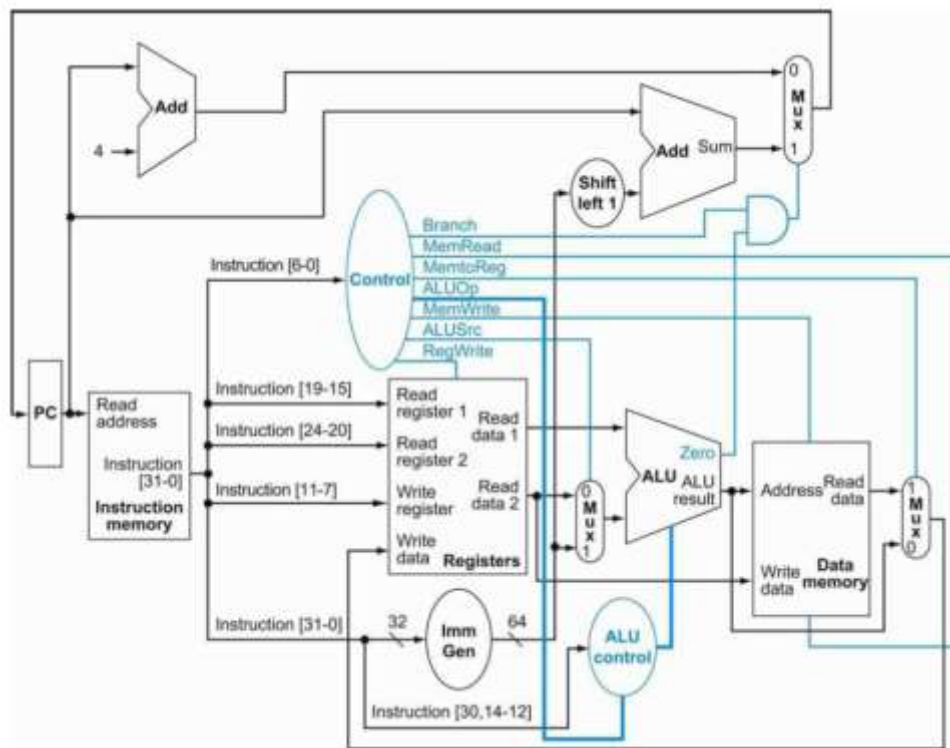 Add
4
Add Sum
0
Mux
1
Shift
left 1
Branch
MemRead
MemtcReg
ALUOp
MemWrite
ALUSrc
RegWrite
Control
Instruction [6-0]
PC
Read
address
Instruction
[31-0]
Instruction
memory
Instruction [19-15]
Instruction [24-20]
Instruction [11-7]
Instruction [31-0]
Read
register 1
Read
register 2
Write
register
Write
data
Read
data 1
Read
data 2
Registers
0
Mux
1
Zero
ALU
ALU
result
Address
Read
data
Write
data
Data
memory
1
Mux
0
32
Imm
Gen
64
ALU
control
Instruction [30,14-12]